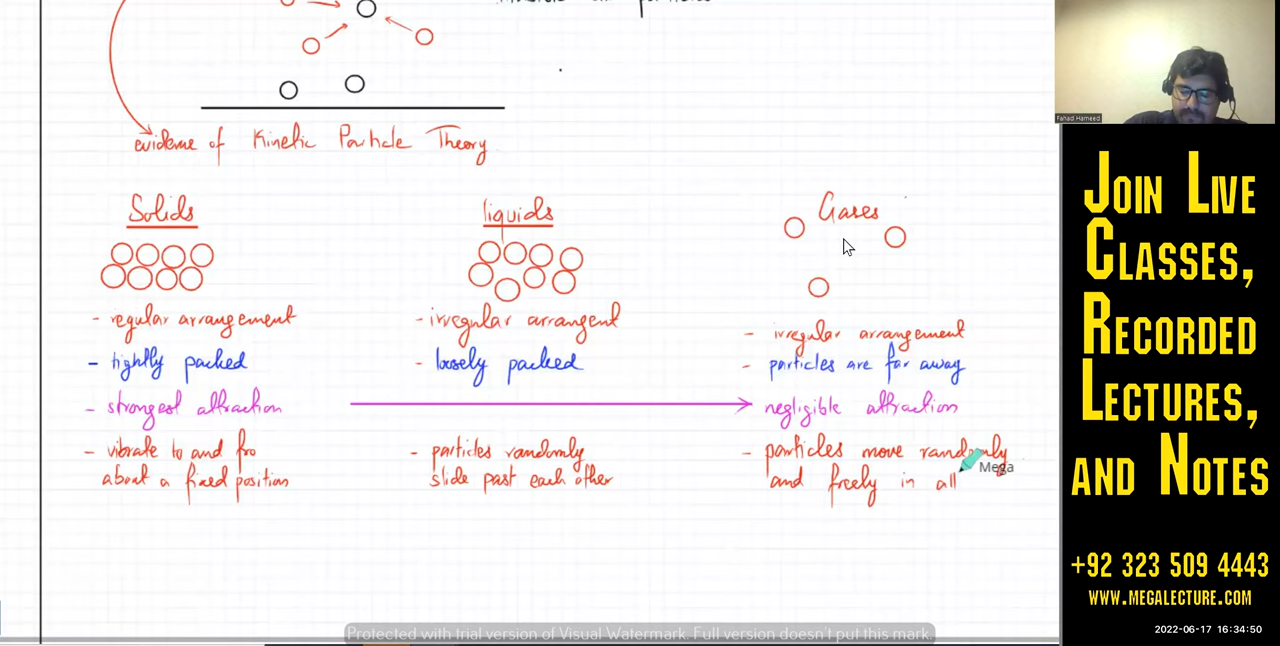 particles
evidence of Kinetic Particle Theory
Solids
- regular arrangement
- tightly packed
- strongest attraction
- vibrate to and fro
about a fixed position
liquids
- irregular arrangent
- loosely packed
- particles randomly
slide past each other
Gases
- irregular arrangement
- particles are far away
negligible attraction
- particles move randomly
and freely in all
Mega
Fahad Hameed
JOIN LIVE
CLASSES,
RECORDED
LECTURES,
AND NOTES
+92 323 509 4443
WWW.MEGALECTURE.COM
2022-06-17 16:34:50
Protected with trial version of Visual Watermark. Full version doesn't put this mark.